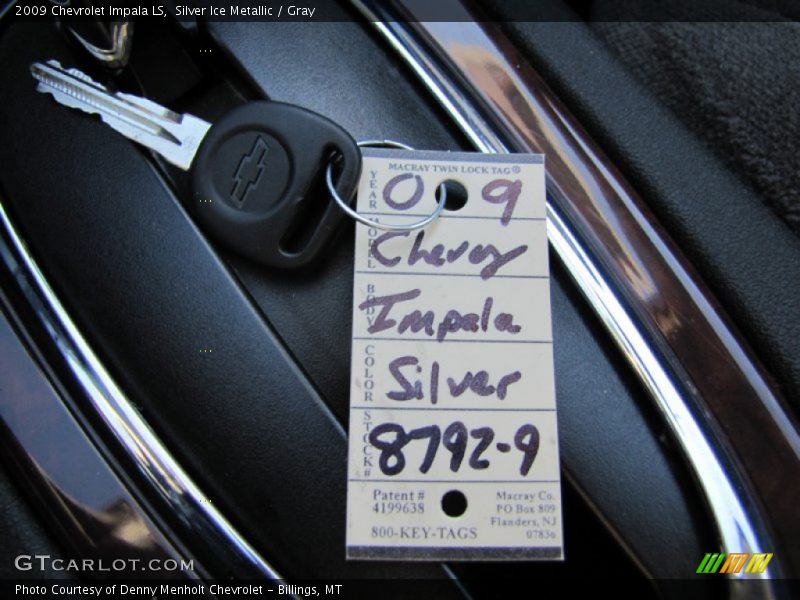 2009 Chevrolet Impala LS, Silver Ice Metallic / Gray
MACRAY TWIN LOCK TAG®
YEAR
0 9
MODEL
Chevy
BODY
Impala
COLOR
Silver
STOCK#
8792-9
Patent #
4199638
Macray Co.
PO Box 809
Flanders, NJ
07836
800-KEY-TAGS
GTCARLOT.COM
Photo Courtesy of Denny Menholt Chevrolet - Billings, MT